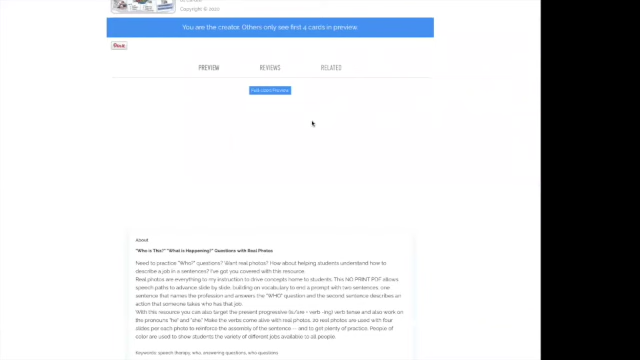 Copyright © 2020
You are the creator. Others only see first 4 cards in preview.
PREVIEW
REVIEWS
RELATED
About
"Who is This?" "What is Happening?" Questions with Real Photos
Need to practice "Who?" questions? Want real photos? How about helping students understand how to
describe a job in a sentences? I've got you covered with this resource.
Real photos are everything to my instruction to drive concepts home to students. This NO PRINT PDF allows
speech paths to advance slide by slide, building on vocabulary to end a prompt with two sentences, one
sentence that names the profession and answers the "WHO" question and the second sentence describes an
action that someone takes who has that job.
With this resource you can also target the present progressive (is/are + verb -ing) verb tense and also work on
the pronouns "he" and "she." Make the verbs come alive with real photos. 20 real photos are used with four
slides per each photo to reinforce the assembly of the sentence -- and to get plenty of practice. People of
color are used to show students the variety of different jobs available to all people.
Keywords: speech therapy, who, answering questions, who questions